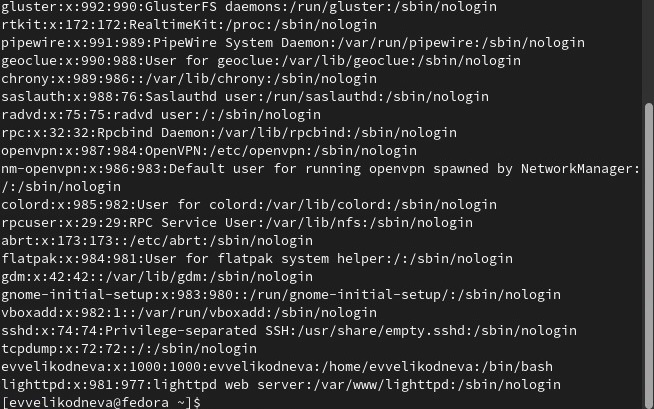 gluster:x:992:990:GlusterFS daemons:/run/gluster:/sbin/nologin
rtkit:x:172:172:RealtimeKit:/proc:/sbin/nologin
pipewire:x:991:989:PipeWire System Daemon:/var/run/pipewire:/sbin/nologin
geoclue:x:990:988:User for geoclue:/var/lib/geoclue:/sbin/nologin
chrony:x:989:986::/var/lib/chrony:/sbin/nologin
saslauth:x:988:76:Saslauthd user:/run/saslauthd:/sbin/nologin
radvd:x:75:75:radvd user:/:/sbin/nologin
rpc:x:32:32:Rpcbind Daemon:/var/lib/rpcbind:/sbin/nologin
openvpn:x:987:984:OpenVPN:/etc/openvpn:/sbin/nologin
nm-openvpn:x:986:983:Default user for running openvpn spawned by NetworkManager:
/:/sbin/nologin
colord:x:985:982:User for colord:/var/lib/colord:/sbin/nologin
rpcuser:x:29:29:RPC Service User:/var/lib/nfs:/sbin/nologin
abrt:x:173:173::/etc/abrt:/sbin/nologin
flatpak:x:984:981:User for flatpak system helper:/:/sbin/nologin
gdm:x:42:42::/var/lib/gdm:/sbin/nologin
gnome-initial-setup:x:983:980::/run/gnome-initial-setup/:/sbin/nologin
vboxadd:x:982:1::/var/run/vboxadd:/sbin/nologin
sshd:x:74:74:Privilege-separated SSH:/usr/share/empty.sshd:/sbin/nologin
tcpdump:x:72:72::/:/sbin/nologin
evvelikodneva:x:1000:1000:evvelikodneva:/home/evvelikodneva:/bin/bash
lighttpd:x:981:977:lighttpd web server:/var/www/lighttpd:/sbin/nologin
[evvelikodneva@fedora ~]$